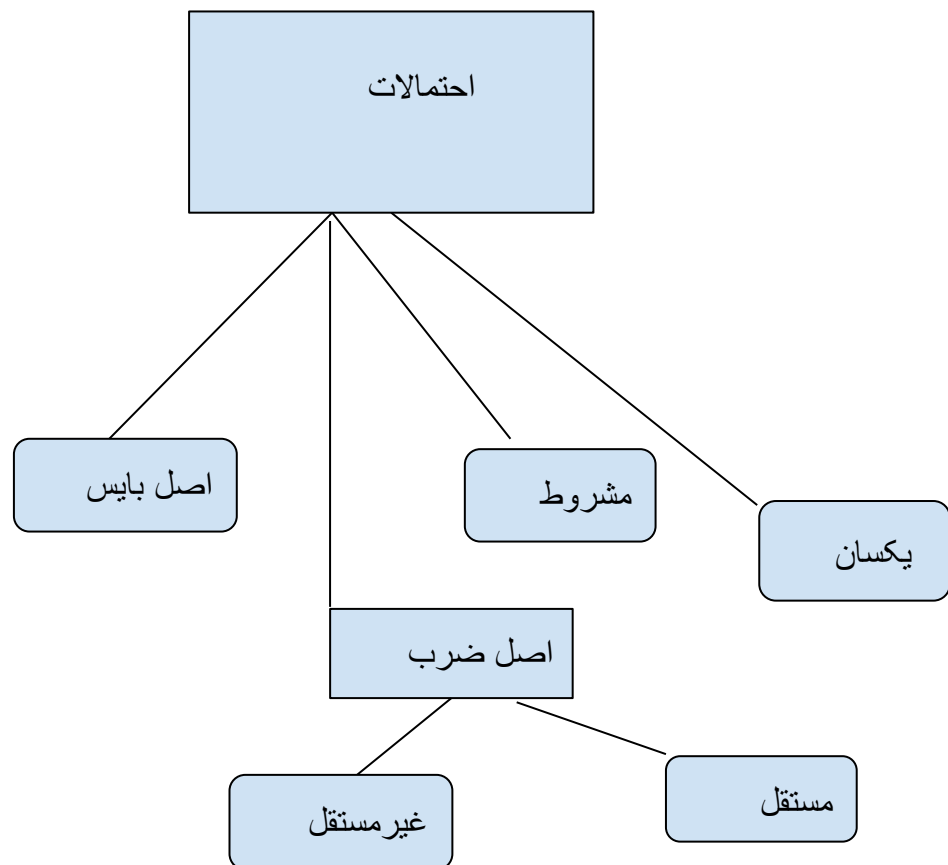 احتمالات
اصل بایس
مشروط
یکسان
اصل ضرب
غیرمستقل
مستقل